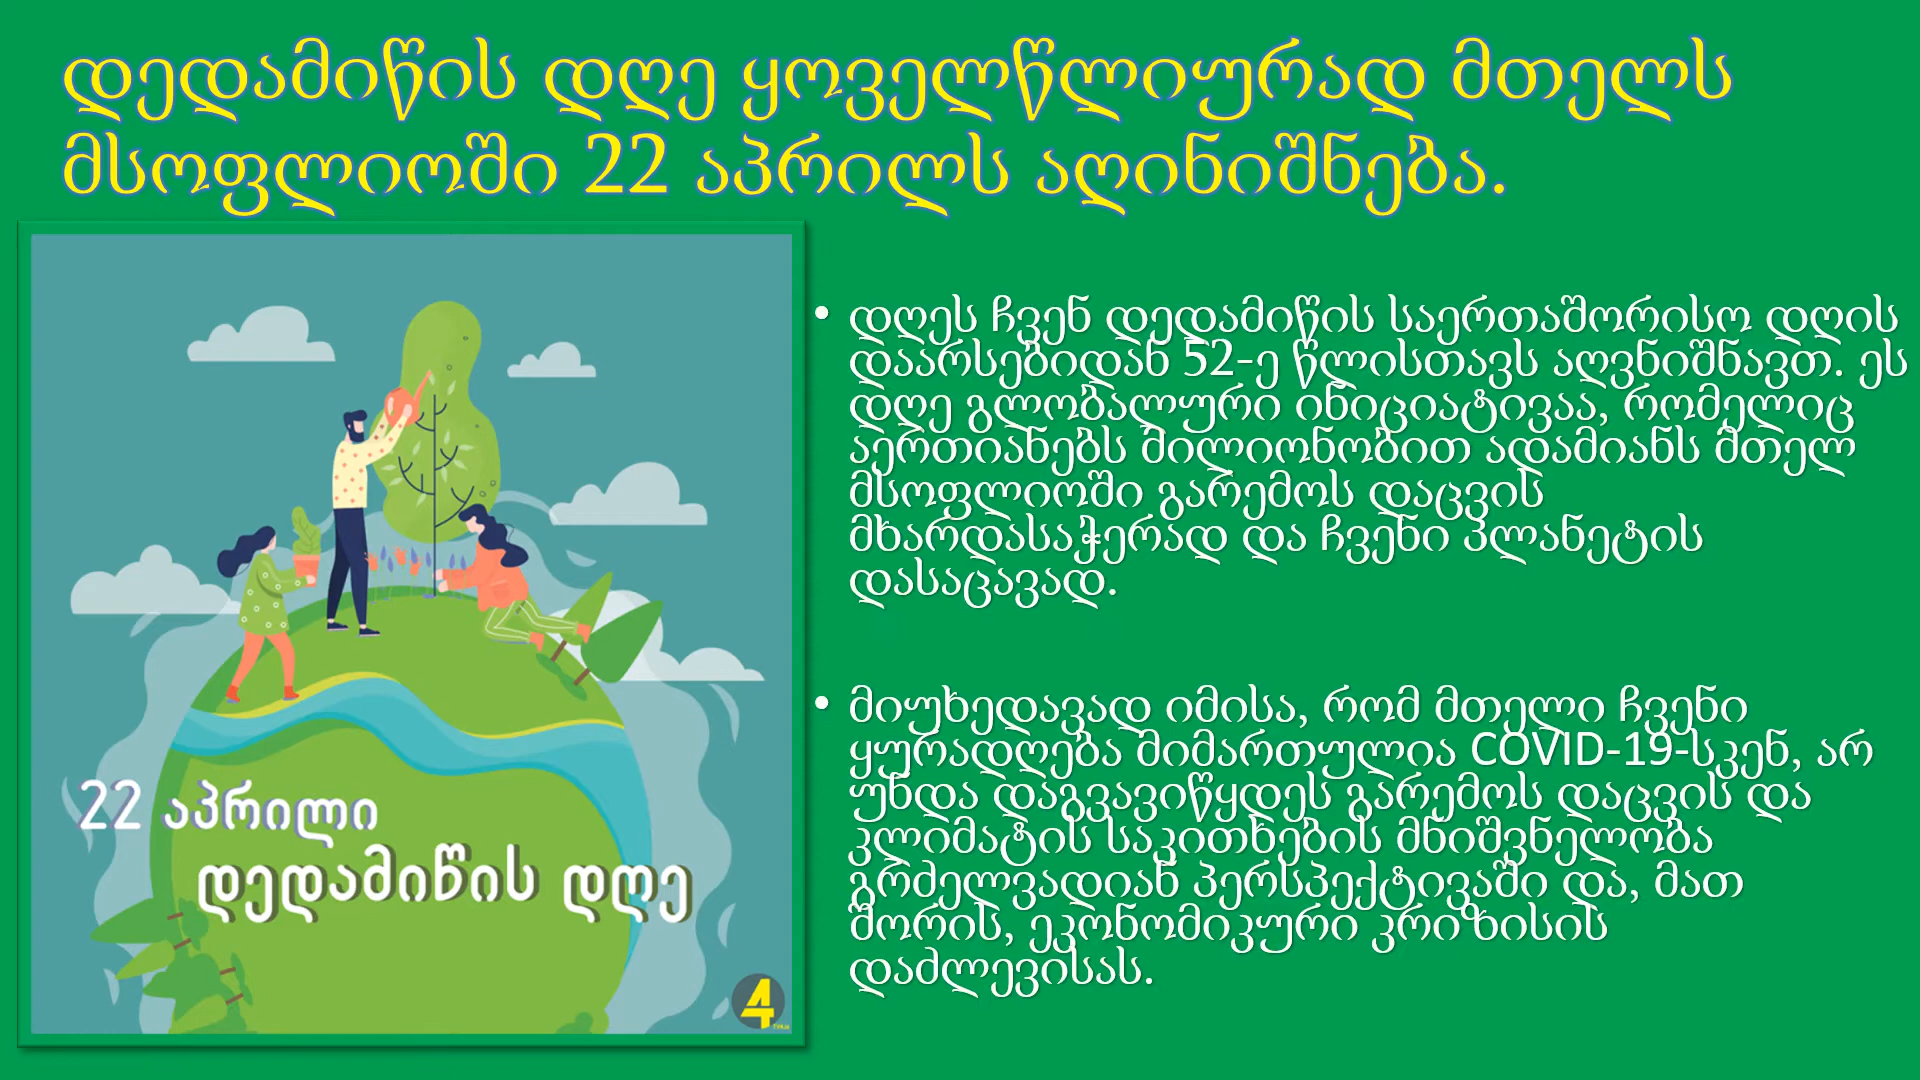 დედამიწის დღე ყოველწლიურად მთელს
მსოფლიოში 22 აპრილს აღინიშნება.
• დღეს ჩვენ დედამიწის საერთაშორისო დღის
დაარსებიდან 52-ე წლისთავს აღვნიშნავთ. ეს
დღე გლობალური ინიციატივაა, რომელიც
აერთიანებს მილიონობით ადამიანს მთელ
მსოფლიოში გარემოს დაცვის
მხარდასაჭერად და ჩვენი პლანეტის
დასაცავად.
• მიუხედავად იმისა, რომ მთელი ჩვენი
ყურადღება მიმართულია COVID-19-სკენ, არ
უნდა დაგვავიწყდეს გარემოს დაცვის და
კლიმატის საკითხების მნიშვნელობა
გრძელვადიან პერსპექტივაში და, მათ
შორის, ეკონომიკური კრიზისის
დაძლევისას.
22 აპრილი
დედამიწის დღე
4